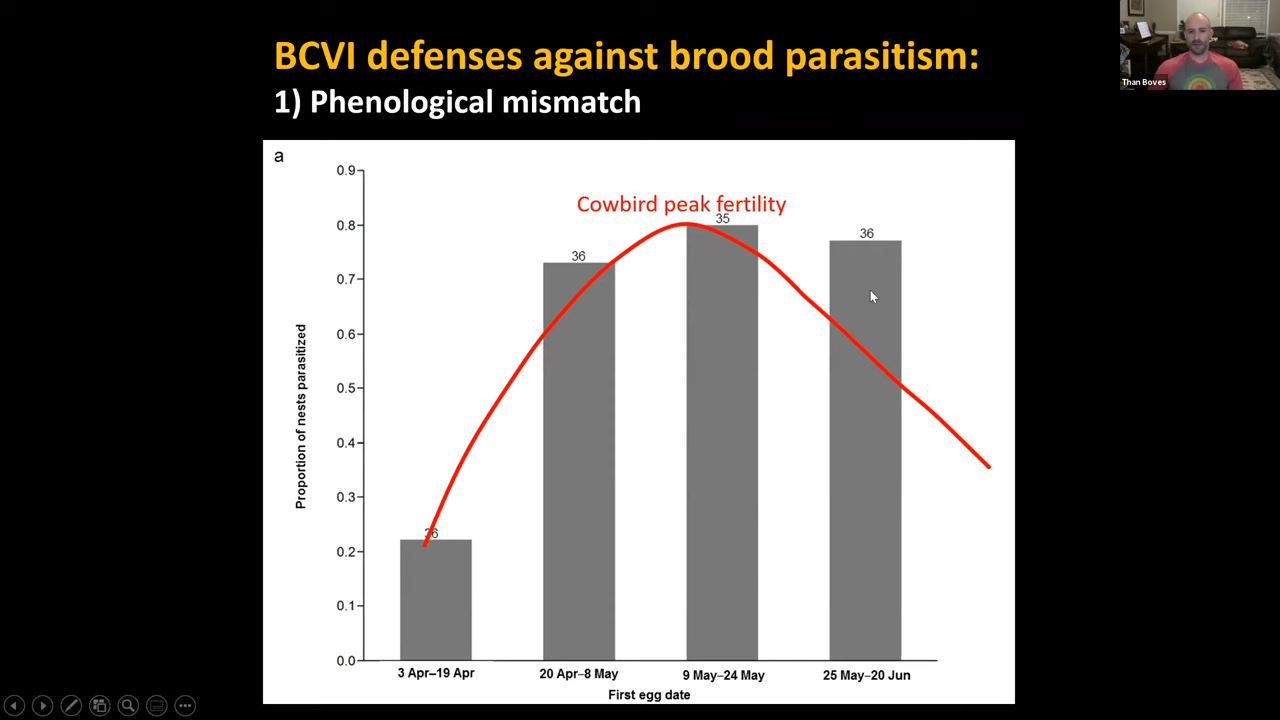 BCVI defenses against brood parasitism:
1) Phenological mismatch
Than Boves
a
Cowbird peak fertility
0.9
0.8
0.7
0.6
0.5
0.4
0.3
0.2
0.1
0.0
Proportion of nests parasitized
36
36
35
36
3 Apr–19 Apr
20 Apr–8 May
9 May–24 May
25 May–20 Jun
First egg date